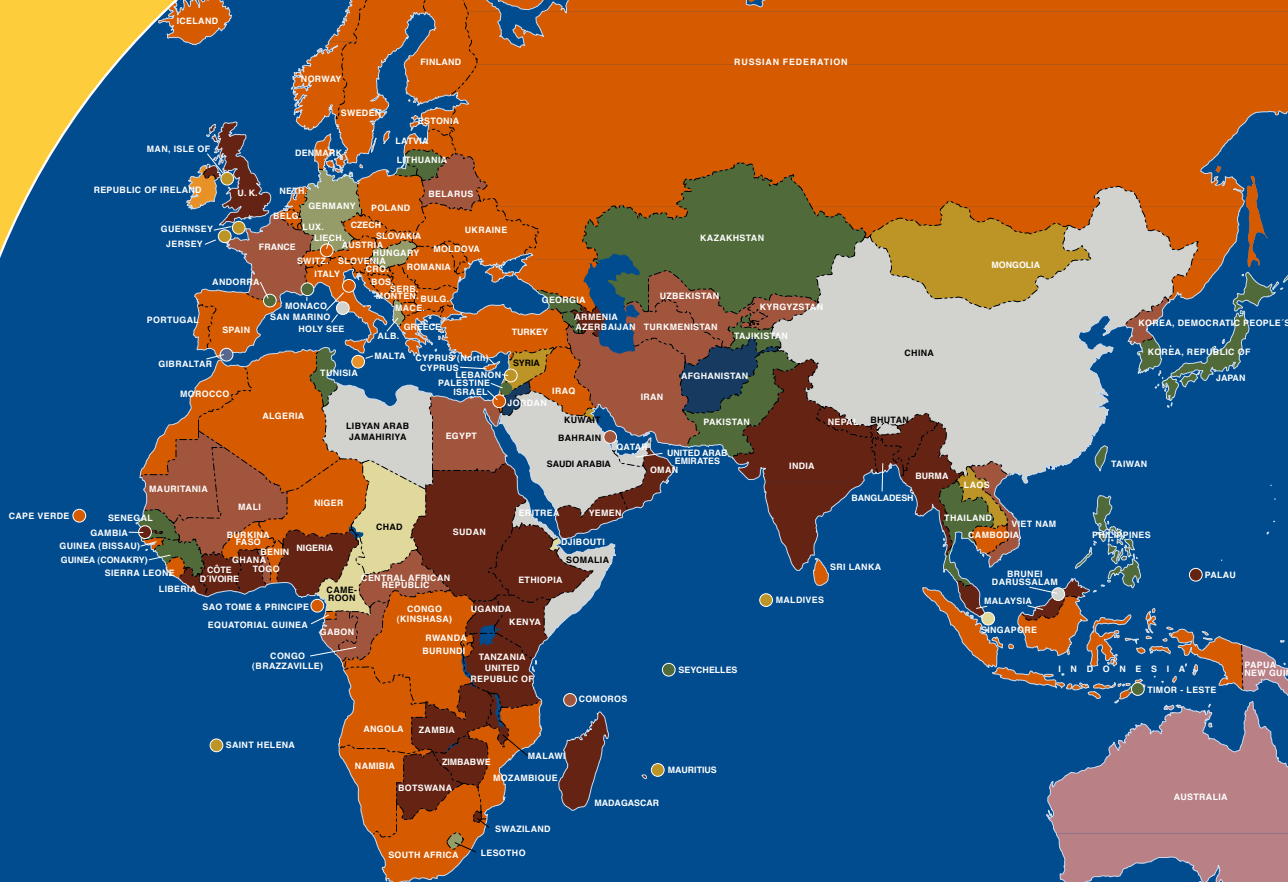 ICELAND
FINLAND
RUSSIAN FEDERATION
NORWAY
SWEDEN
ESTONIA
LATVIA
DENMARK
LITHUANIA
MAN, ISLE OF
REPUBLIC OF IRELAND
U. K.
NETH.
BELARUS
GERMANY
POLAND
BELG.
LUX.
CZECH
UKRAINE
GUERNSEY
JERSEY
LIECH.
SLOVAKIA
FRANCE
AUSTRIA
HUNGARY
MOLDOVA
SWITZ.
SLOVENIA
CRO.
ROMANIA
KAZAKHSTAN
MONGOLIA
ITALY
BOS.
SERB.
ANDORRA
MONTEN.
BULG.
MONACO
SAN MARINO
HOLY SEE
MACE.
GEORGIA
UZBEKISTAN
KYRGYZSTAN
PORTUGAL
SPAIN
ALB.
GREECE
TURKEY
ARMENIA
AZERBAIJAN
TURKMENISTAN
TAJIKISTAN
KOREA, DEMOCRATIC PEOPLE'S
KOREA, REPUBLIC OF
JAPAN
CHINA
GIBRALTAR
MALTA
TUNISIA
CYPRUS (North)
CYPRUS
SYRIA
LEBANON
PALESTINE
ISRAEL
JORDAN
IRAQ
IRAN
AFGHANISTAN
MOROCCO
ALGERIA
LIBYAN ARAB
JAMAHIRIYA
EGYPT
KUWAIT
BAHRAIN
QATAR
UNITED ARAB
EMIRATES
PAKISTAN
NEPAL
BHUTAN
SAUDI ARABIA
OMAN
INDIA
BURMA
BANGLADESH
LAOS
TAIWAN
MAURITANIA
MALI
NIGER
CHAD
SUDAN
ERITREA
YEMEN
THAILAND
VIET NAM
CAMBODIA
PHILIPPINES
CAPE VERDE
SENEGAL
GAMBIA
GUINEA (BISSAU)
GUINEA (CONAKRY)
SIERRA LEONE
LIBERIA
CÔTE
D'IVOIRE
BURKINA
FASO
GHANA
BENIN
TOGO
NIGERIA
CAME-
ROON
CENTRAL AFRICAN
REPUBLIC
DJIBOUTI
SOMALIA
ETHIOPIA
SRI LANKA
MALDIVES
BRUNEI
DARUSSALAM
MALAYSIA
SINGAPORE
PALAU
SAO TOME & PRINCIPE
EQUATORIAL GUINEA
GABON
CONGO
(BRAZZAVILLE)
CONGO
(KINSHASA)
UGANDA
KENYA
RWANDA
BURUNDI
TANZANIA
UNITED
REPUBLIC OF
SEYCHELLES
COMOROS
INDONESIA
PAPUA
TIMOR - LESTE
ANGOLA
ZAMBIA
MALAWI
SAINT HELENA
NAMIBIA
ZIMBABWE
MOZAMBIQUE
MAURITIUS
BOTSWANA
MADAGASCAR
AUSTRALIA
SWAZILAND
LESOTHO
SOUTH AFRICA